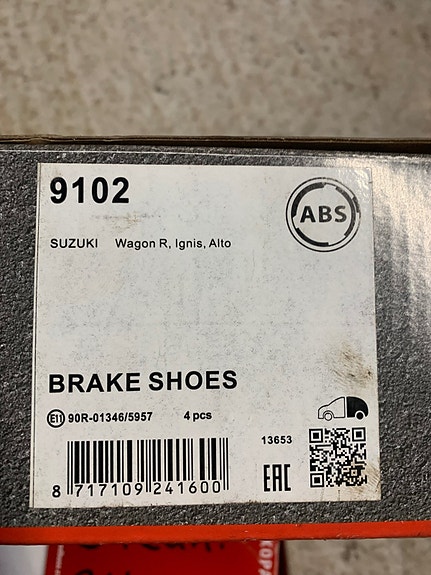 9102
ABS
SUZUKI Wagon R, Ignis, Alto
BRAKE SHOES
E11 90R-01346/5957 4 pcs
13653
EAC
8 717109 241600